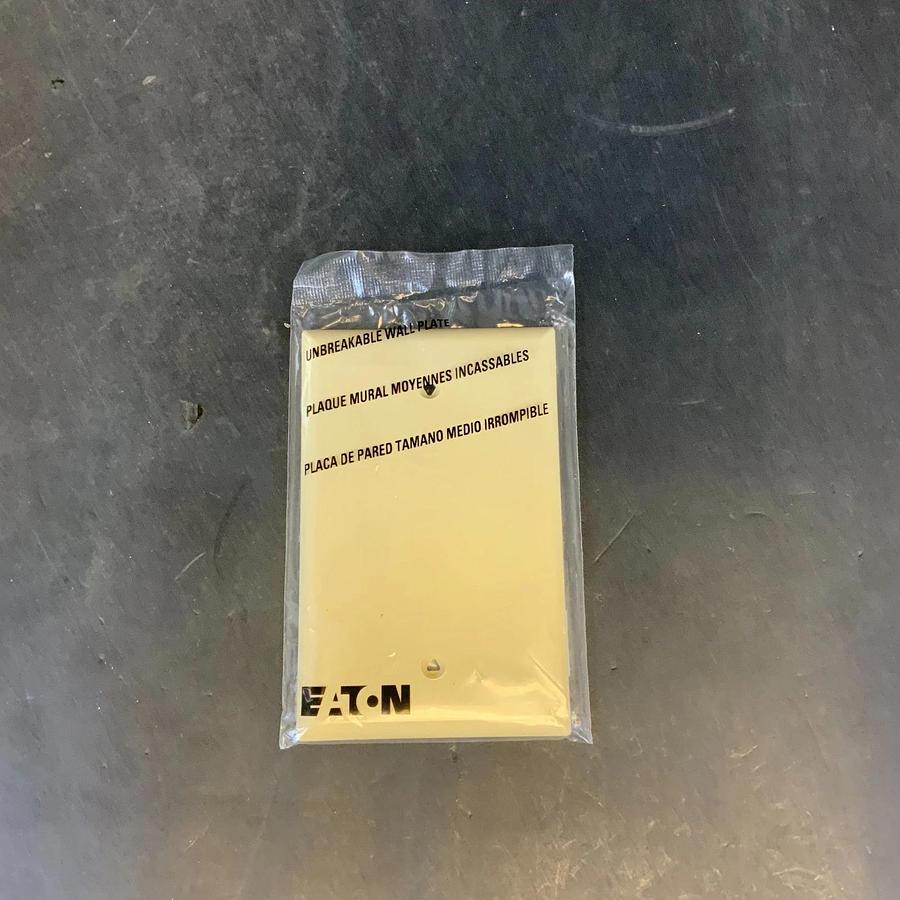 UNBREAKABLE WALL PLATE
PLAQUE MURAL MOYENNES INCASSABLES
PLACA DE PARED TAMANO MEDIO IRROMPIBLE
EATON